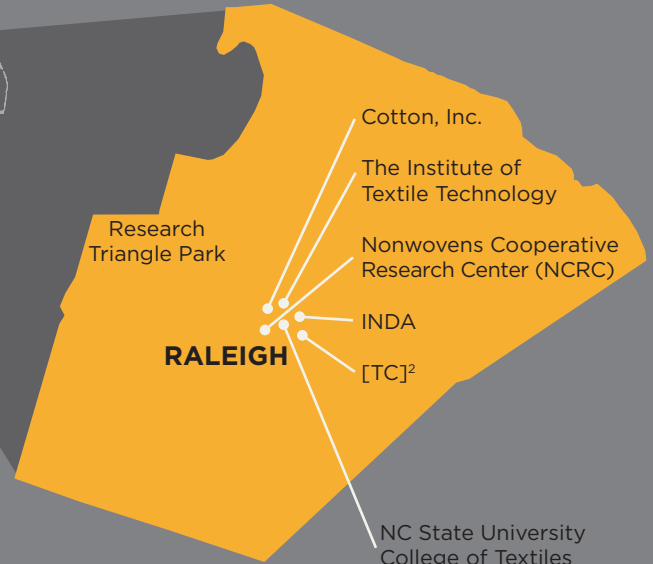 Cotton, Inc.
The Institute of
Textile Technology
Research
Triangle Park
Nonwovens Cooperative
Research Center (NCRC)
INDA
RALEIGH
[TC]²
NC State University
College of Textiles